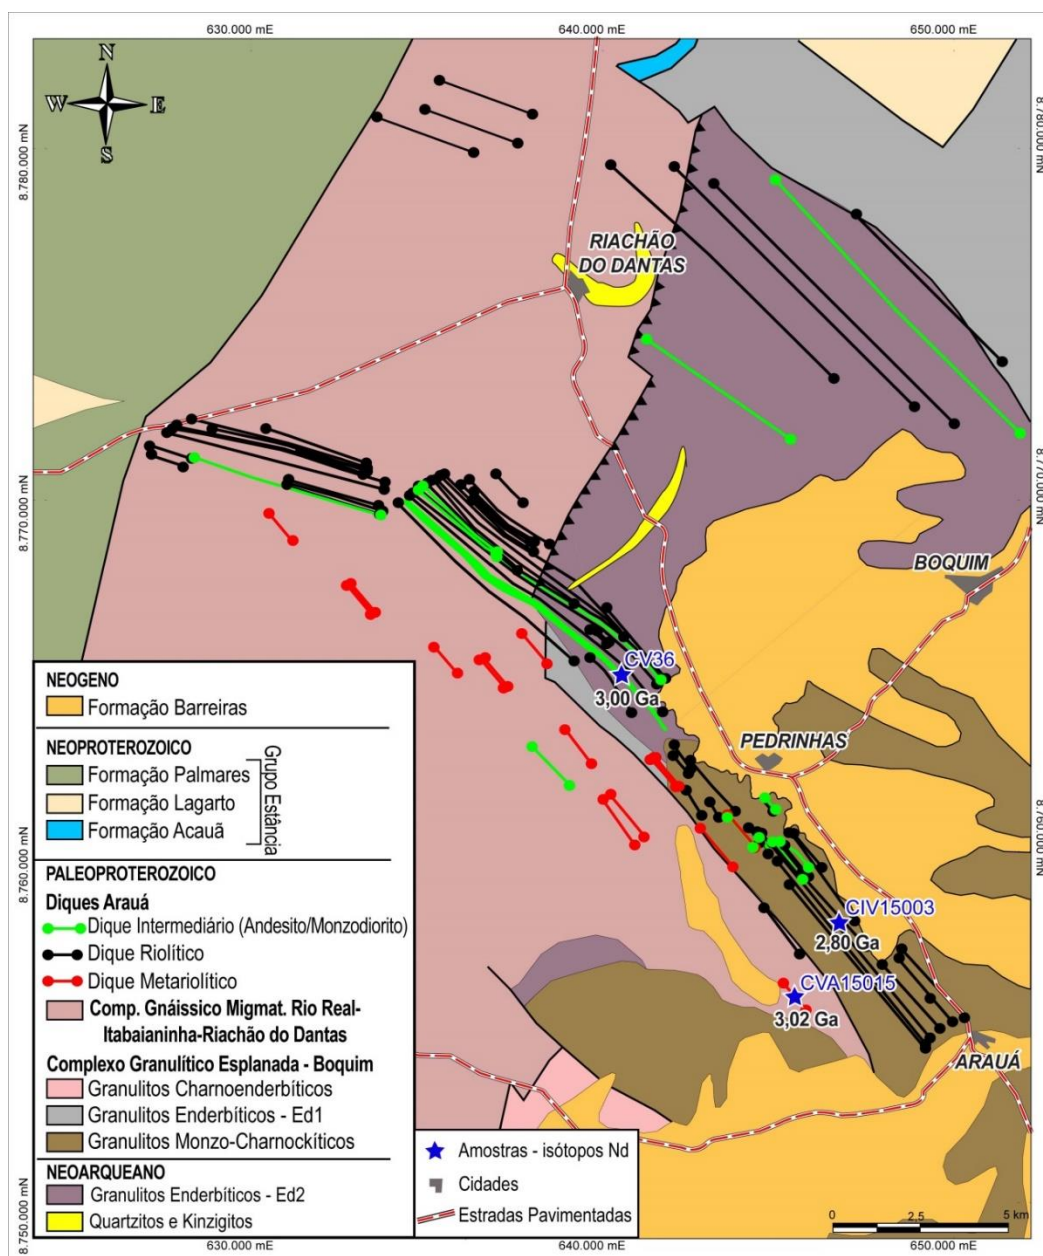 630.000 mE
640.000 mE
650.000 mE
N
W
E
S
8.780.000 mN
8.780.000 mN
RIACHÃO
DO DANTAS
8.770.000 mN
8.770.000 mN
BOQUIM
CV36
3,00 Ga
PEDRINHAS
8.760.000 mN
8.760.000 mN
CIV15003
2,80 Ga
CVA15015
3,02 Ga
ARAUÁ
NEOGENO
Formação Barreiras
NEOPROTEROZOICO
Formação Palmares
Formação Lagarto
Formação Acauã
Grupo Estância
PALEOPROTEROZOICO
Diques Arauá
Dique Intermediário (Andesito/Monzodiorito)
Dique Riolítico
Dique Metariolítico
Comp. Gnáissico Migmat. Rio Real-
Itabaianinha-Riachão do Dantas
Complexo Granulítico Esplanada - Boquim
Granulitos Charnoenderbíticos
Granulitos Enderbíticos - Ed1
Granulitos Monzo-Charnockíticos
NEOARQUEANO
Granulitos Enderbíticos - Ed2
Quartzitos e Kinzigitos
Amostras - isótopos Nd
Cidades
Estradas Pavimentadas
0
2,5
5 km
8.750.000 mN
8.750.000 mN
630.000 mE
640.000 mE
650.000 mE